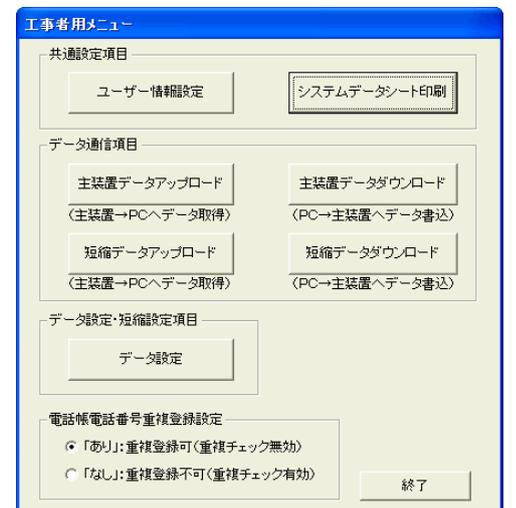 工事者用メニュー
共通設定項目
ユーザー情報設定
システムデータシート印刷
データ通信項目
主装置データアップロード
主装置データダウンロード
(主装置→PCへデータ取得)
(PC→主装置へデータ書込)
短縮データアップロード
短縮データダウンロード
(主装置→PCへデータ取得)
(PC→主装置へデータ書込)
データ設定・短縮設定項目
データ設定
電話帳電話番号重複登録設定
「あり」:重複登録可(重複チェック無効)
「なし」:重複登録不可(重複チェック有効)
終了